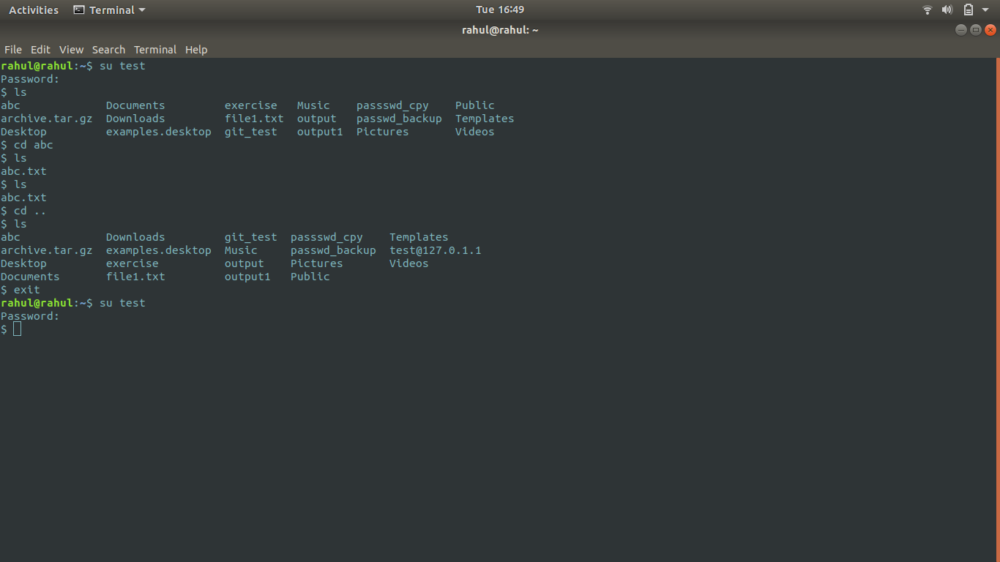 Activities Terminal Tue 16:49
rahul@rahul: ~
File Edit View Search Terminal Help
rahul@rahul:~$ su test
Password:
$ ls
abc             Documents         exercise   Music    passswd_cpy    Public
archive.tar.gz  Downloads         file1.txt  output   passwd_backup  Templates
Desktop         examples.desktop  git_test   output1  Pictures       Videos
$ cd abc
$ ls
abc.txt
$ ls
abc.txt
$ cd ..
$ ls
abc             Downloads         git_test  passswd_cpy    Templates
archive.tar.gz  examples.desktop  Music     passwd_backup  test@127.0.1.1
Desktop         exercise          output    Pictures       Videos
Documents       file1.txt         output1   Public
$ exit
rahul@rahul:~$ su test
Password:
$